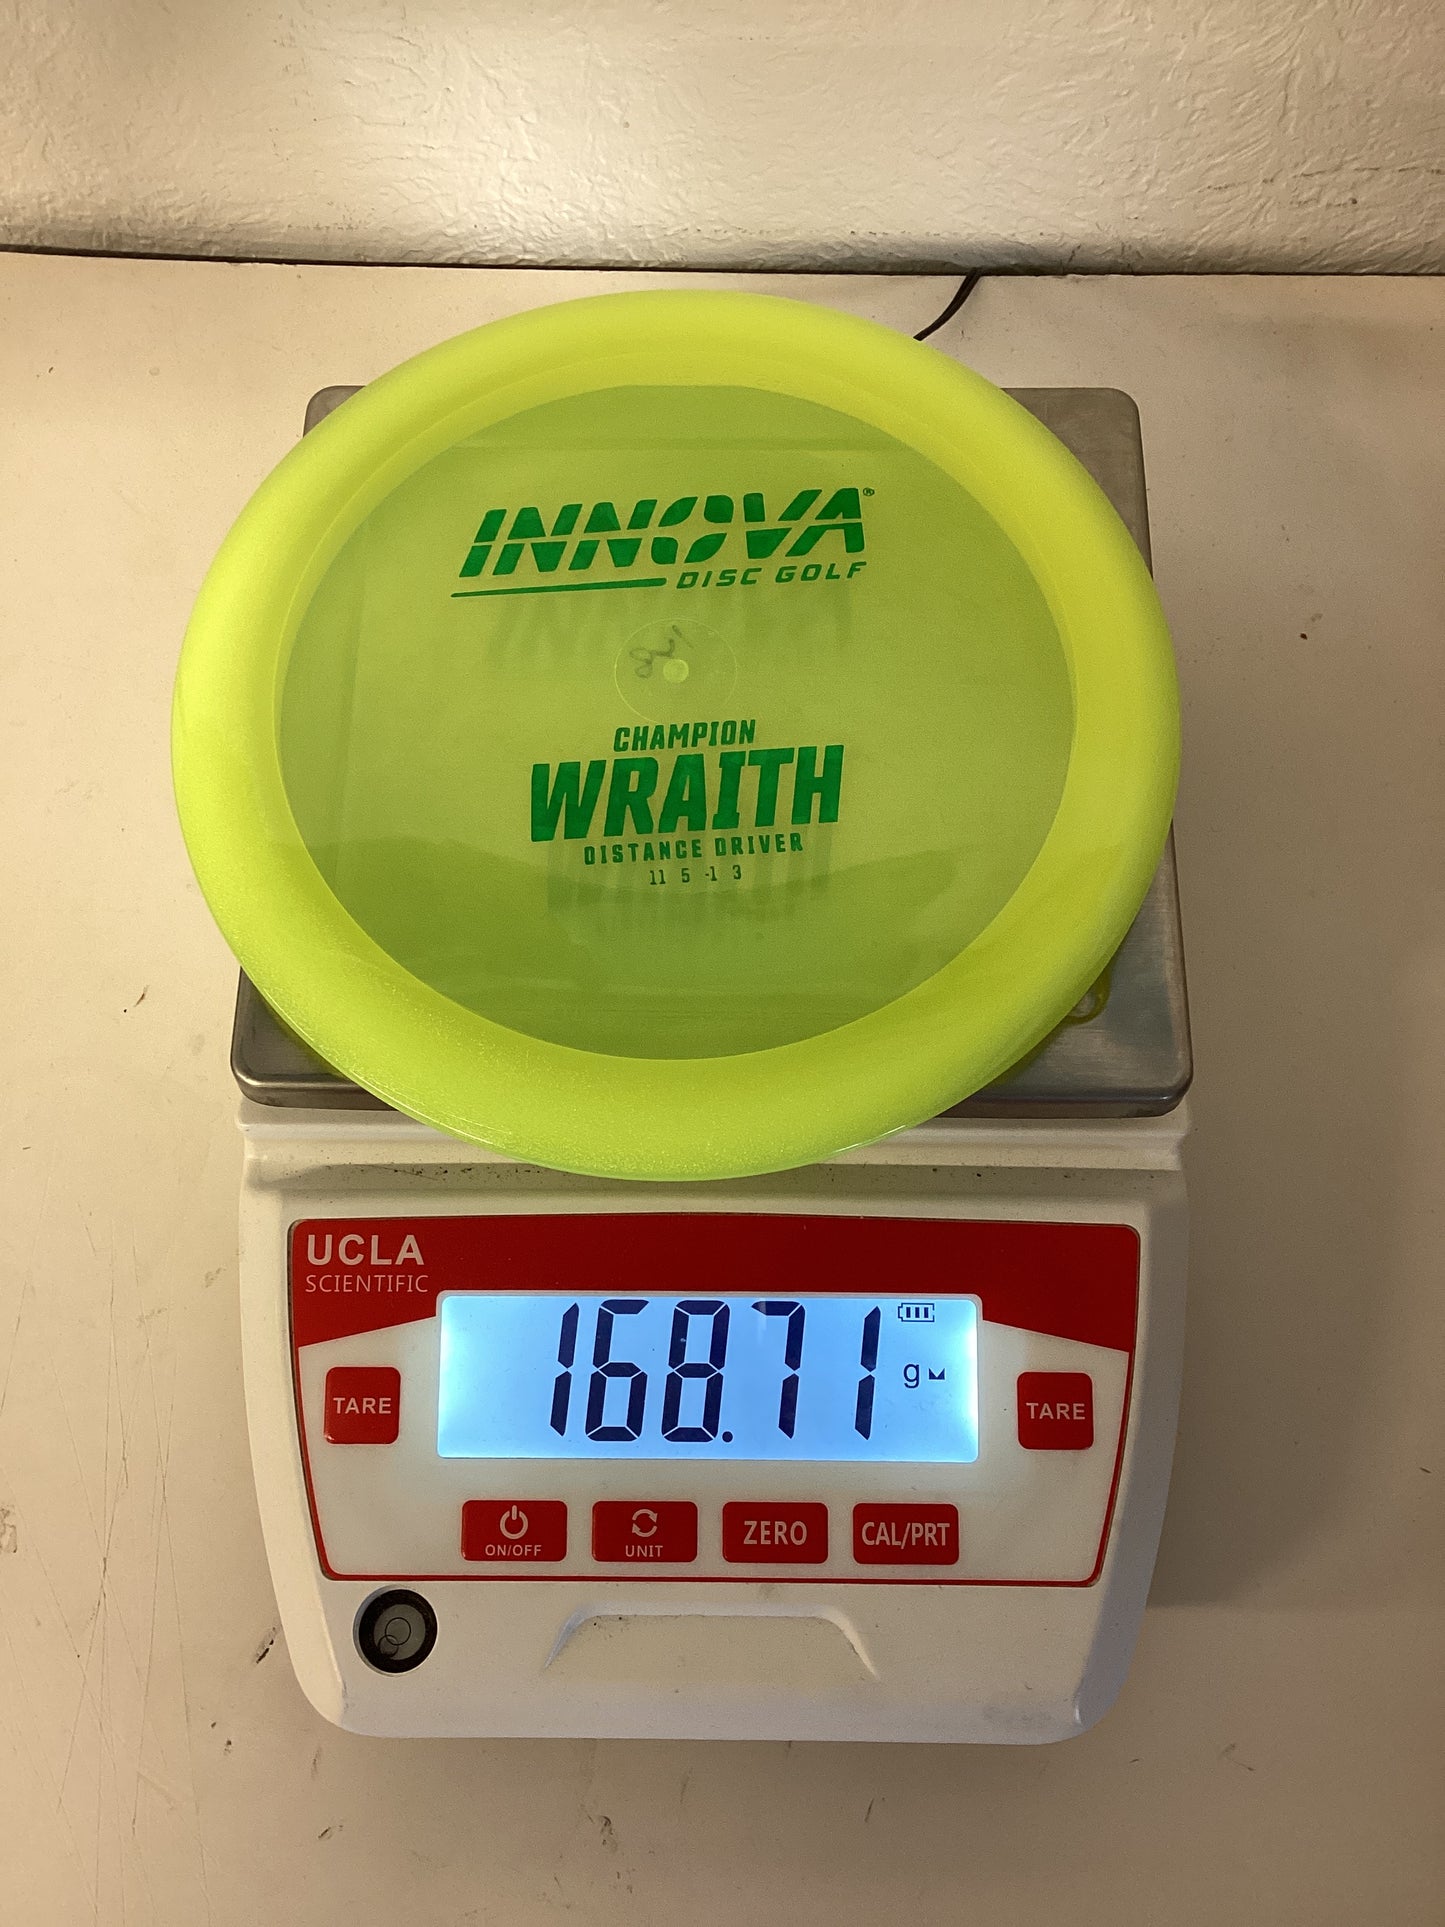 INNOVA®
DISC GOLF
CHAMPION
WRAITH
DISTANCE DRIVER
11 5 -1 3
UCLA
SCIENTIFIC
168.71 g
TARE
TARE
ON/OFF
UNIT
ZERO
CAL/PRT